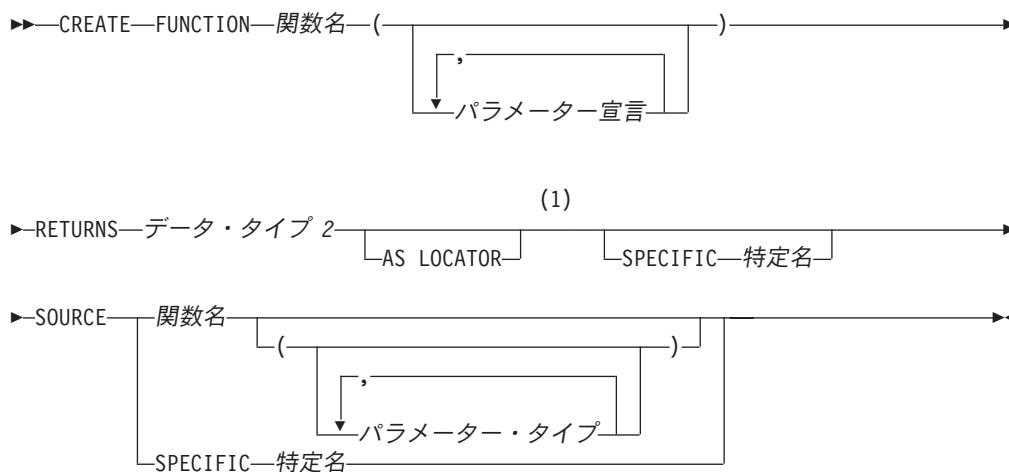 CREATE FUNCTION 関数名 ( )
,
パラメーター宣言
(1)
RETURNS データ・タイプ 2
AS LOCATOR SPECIFIC 特定名
SOURCE 関数名
( )
,
パラメーター・タイプ
SPECIFIC 特定名